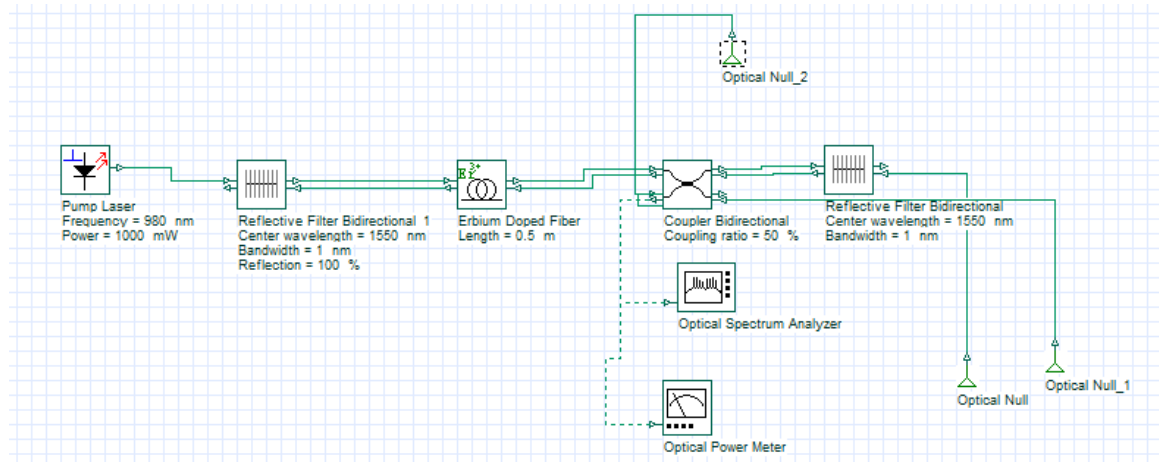 Optical Null_2
Pump Laser
Frequency = 980 nm
Power = 1000 mW
Reflective Filter Bidirectional 1
Center wavelength = 1550 nm
Bandwidth = 1 nm
Reflection = 100 %
Er 3+
Erbium Doped Fiber
Length = 0.5 m
Coupler Bidirectional
Coupling ratio = 50 %
Reflective Filter Bidirectional
Center wavelength = 1550 nm
Bandwidth = 1 nm
Optical Spectrum Analyzer
Optical Null
Optical Null_1
Optical Power Meter